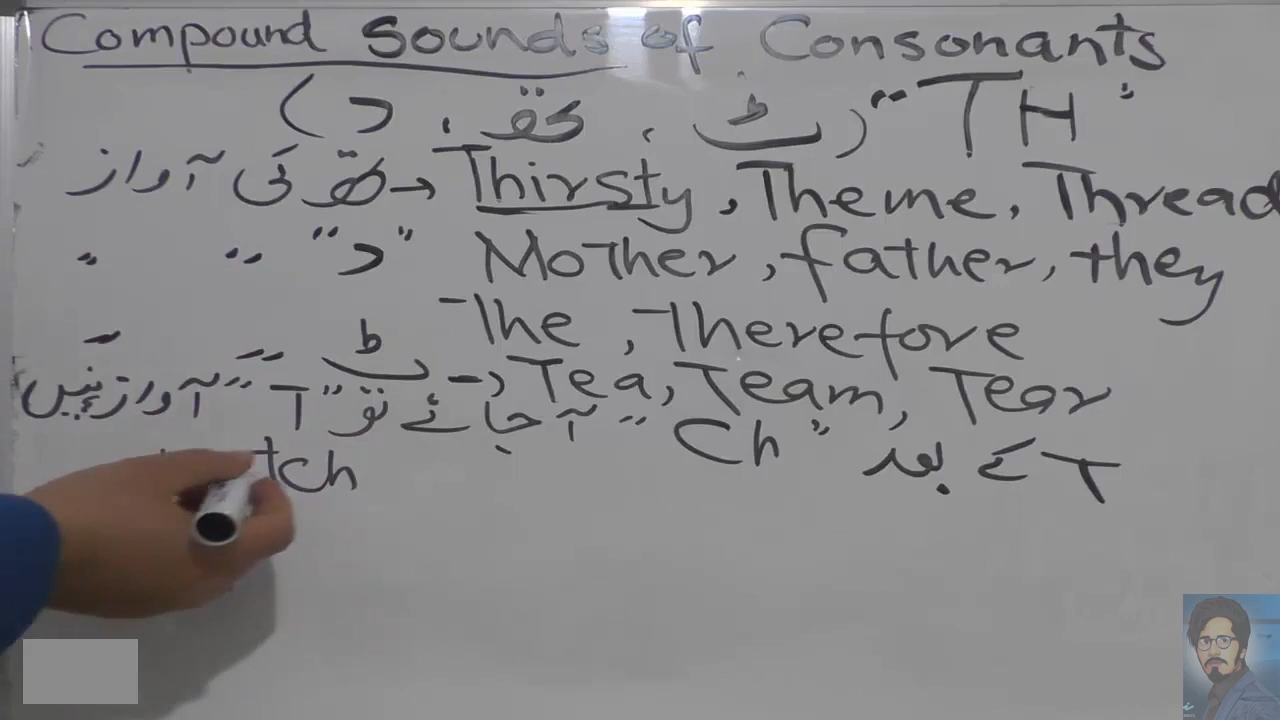 Compound Sounds of Consonants
"TH" (ٹ ، تھ ، د)
Thirsty, Theme, Thread → تھ کی آواز
Mother, father, they "د" " "
The, Therefore
Tea, Team, Tear → ٹ " "
T کے بعد "Ch" آ جائے تو "T" آواز نہیں
tch